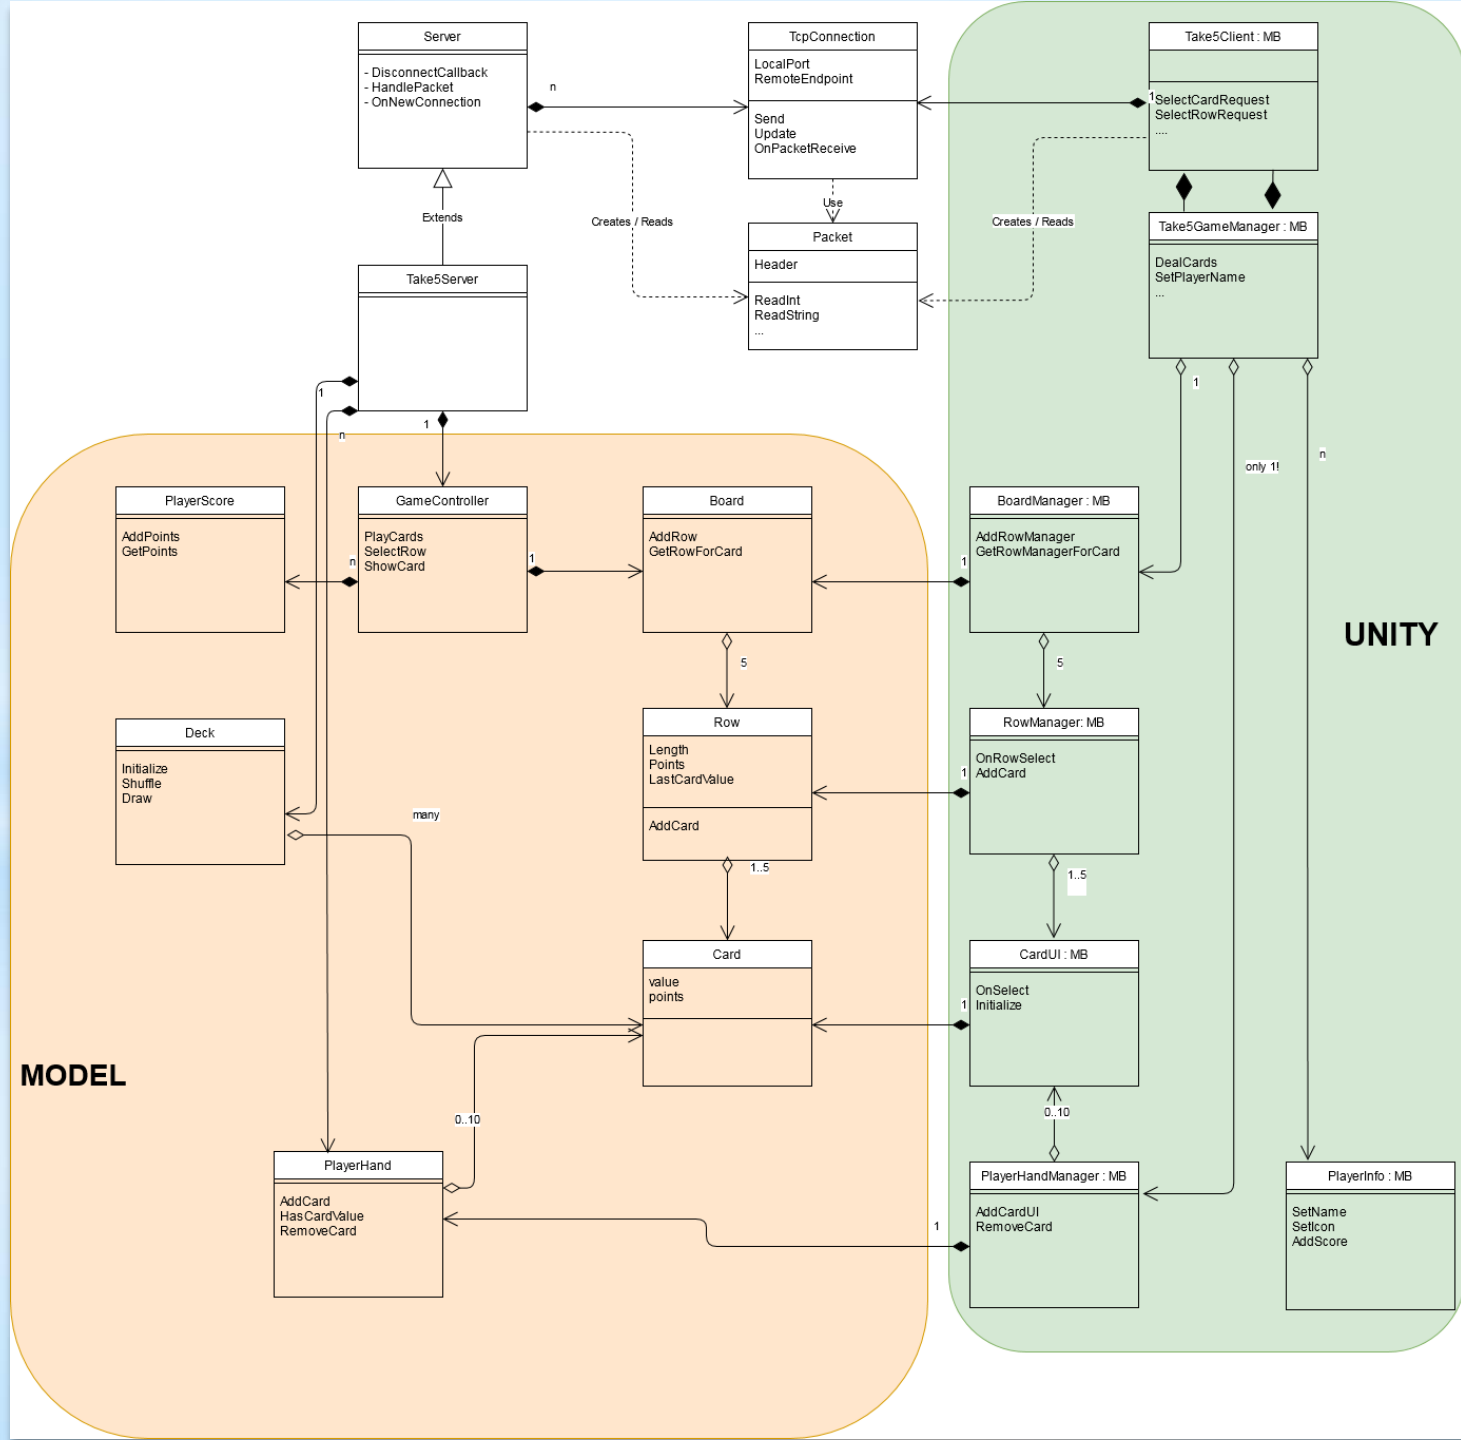 Server
- DisconnectCallback
- HandlePacket
- OnNewConnection
n
TcpConnection
LocalPort
RemoteEndpoint
Send
Update
OnPacketReceive
Take5Client : MB
1
SelectCardRequest
SelectRowRequest
....
Extends
Creates / Reads
Use
Creates / Reads
Packet
Header
ReadInt
ReadString
...
Take5GameManager : MB
DealCards
SetPlayerName
...
Take5Server
1
n
1
1
only 1!
n
PlayerScore
AddPoints
GetPoints
n
GameController
PlayCards
SelectRow
ShowCard
1
Board
AddRow
GetRowForCard
1
BoardManager : MB
AddRowManager
GetRowManagerForCard
UNITY
5
5
Deck
Initialize
Shuffle
Draw
many
Row
Length
Points
LastCardValue
AddCard
1
RowManager: MB
OnRowSelect
AddCard
1..5
1..5
Card
value
points
1
CardUI : MB
OnSelect
Initialize
MODEL
0..10
0..10
PlayerHand
AddCard
HasCardValue
RemoveCard
1
PlayerHandManager : MB
AddCardUI
RemoveCard
PlayerInfo : MB
SetName
SetIcon
AddScore